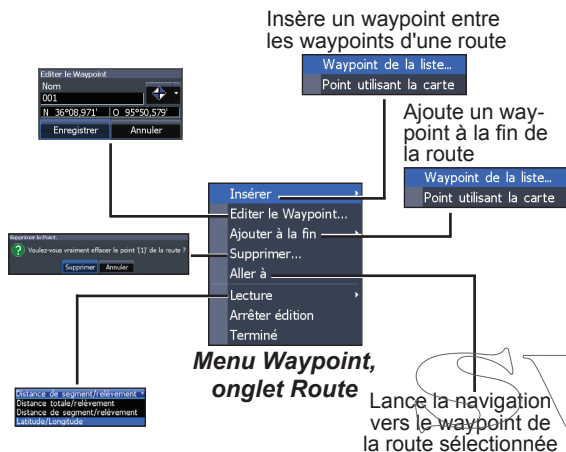 Insère un waypoint entre
les waypoints d'une route
Waypoint de la liste...
Point utilisant la carte
Editer le Waypoint
Nom
001
N 36°08,971' O 95°50,579'
Enregistrer Annuler
Ajoute un way-
point à la fin de
la route
Waypoint de la liste...
Point utilisant la carte
Insérer
Editer le Waypoint...
Ajouter à la fin
Supprimer...
Aller à
Lecture
Arrêter édition
Terminé
Supprimer le Point.
Voulez-vous vraiment effacer le point '(1)' de la route ?
Supprimer Annuler
Menu Waypoint,
onglet Route
Distance de segment/relèvement
Distance totale/relèvement
Distance de segment/relèvement
Latitude/Longitude
Lance la navigation
vers le waypoint de
la route sélectionnée